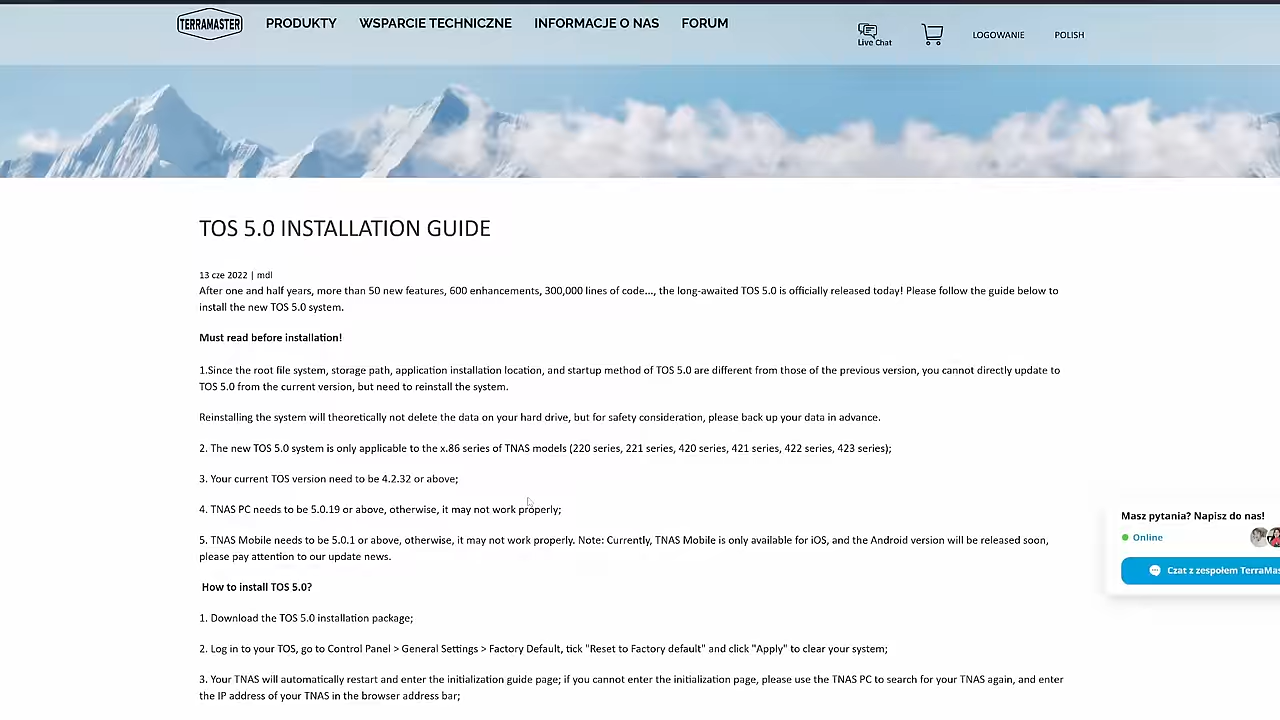 TERRAMASTER
PRODUKTY WSPARCIE TECHNICZNE INFORMACJE O NAS FORUM
Live Chat
LOGOWANIE
POLISH
TOS 5.0 INSTALLATION GUIDE
13 cze 2022 | mdl
After one and half years, more than 50 new features, 600 enhancements, 300,000 lines of code..., the long-awaited TOS 5.0 is officially released today! Please follow the guide below to
install the new TOS 5.0 system.
Must read before installation!
1.Since the root file system, storage path, application installation location, and startup method of TOS 5.0 are different from those of the previous version, you cannot directly update to
TOS 5.0 from the current version, but need to reinstall the system.
Reinstalling the system will theoretically not delete the data on your hard drive, but for safety consideration, please back up your data in advance.
2. The new TOS 5.0 system is only applicable to the x.86 series of TNAS models (220 series, 221 series, 420 series, 421 series, 422 series, 423 series);
3. Your current TOS version need to be 4.2.32 or above;
4. TNAS PC needs to be 5.0.19 or above, otherwise, it may not work properly;
5. TNAS Mobile needs to be 5.0.1 or above, otherwise, it may not work properly. Note: Currently, TNAS Mobile is only available for iOS, and the Android version will be released soon,
please pay attention to our update news.
How to install TOS 5.0?
1. Download the TOS 5.0 installation package;
2. Log in to your TOS, go to Control Panel > General Settings > Factory Default, tick "Reset to Factory default" and click "Apply" to clear your system;
3. Your TNAS will automatically restart and enter the initialization guide page; if you cannot enter the initialization page, please use the TNAS PC to search for your TNAS again, and enter
the IP address of your TNAS in the browser address bar;
Masz pytania? Napisz do nas!
Online
Czat z zespołem TerraMas